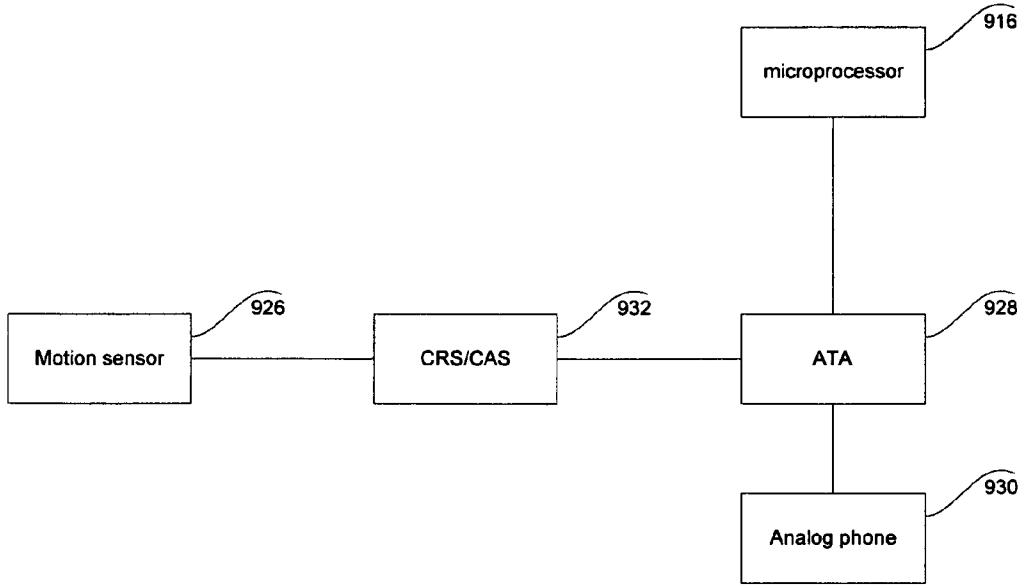 916
microprocessor
926
932
928
Motion sensor
CRS/CAS
ATA
930
Analog phone